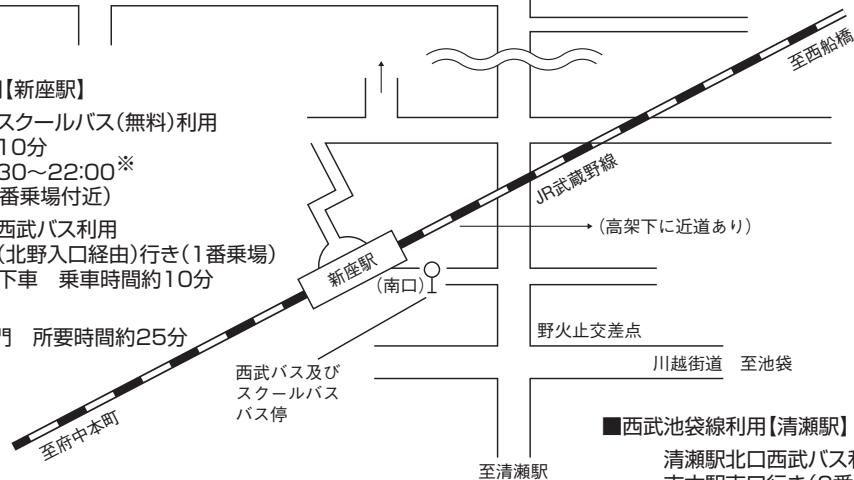 【新座駅】
スクールバス（無料）利用
10分
30〜22:00※
番乗場付近）
西武バス利用
（北野入口経由）行き（1番乗場）
下車　乗車時間約10分
門　所要時間約25分
至西船橋
JR武蔵野線
（高架下に近道あり）
新座駅
（南口）
野火止交差点
川越街道　至池袋
西武バス及び
スクールバス
バス停
至府中本町
至清瀬駅
■西武池袋線利用【清瀬駅】
清瀬駅北口西武バス